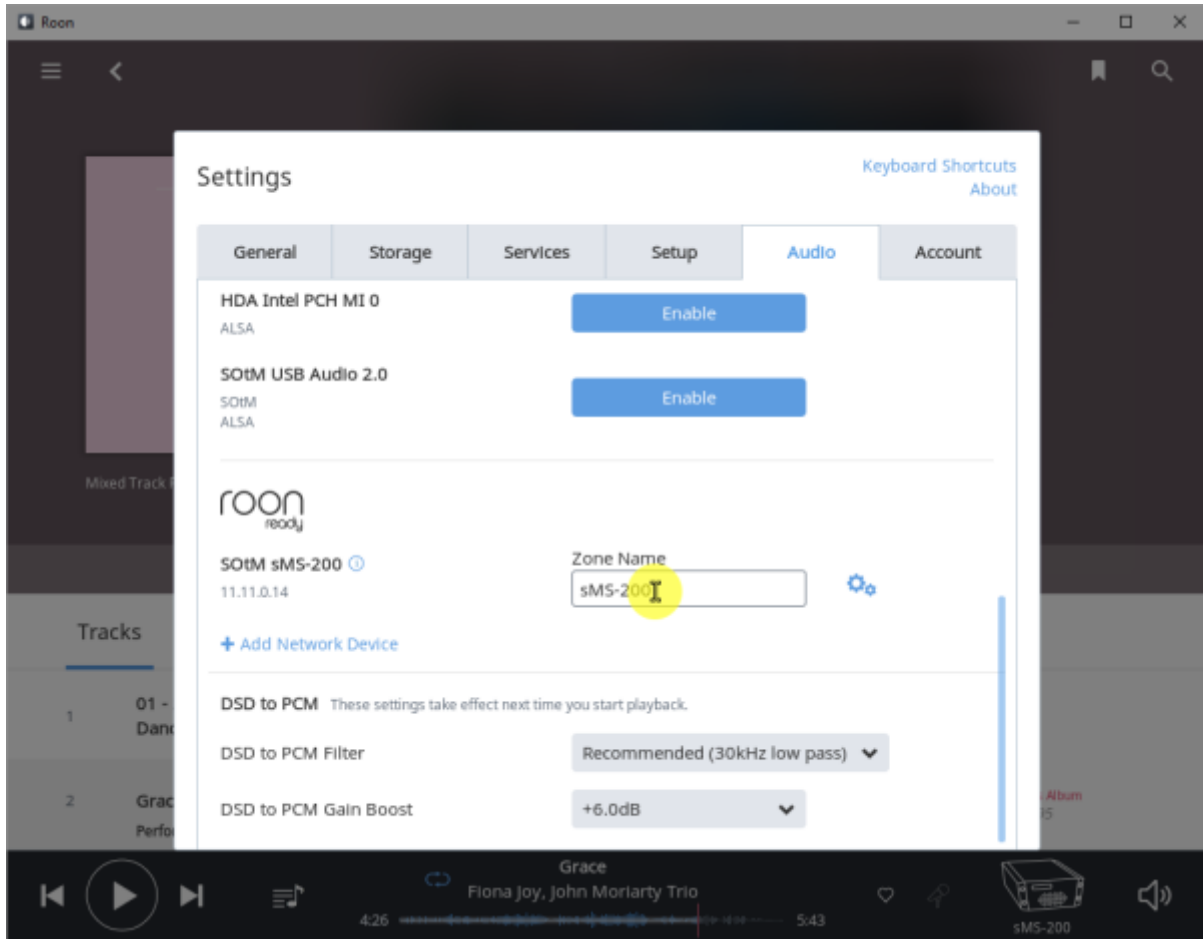 Roon
Settings
Keyboard Shortcuts
About
General Storage Services Setup Audio Account
HDA Intel PCH MI 0
ALSA
Enable
SOtM USB Audio 2.0
SOtM
ALSA
Enable
Mixed Track
roon
ready
SOtM sMS-200
11.11.0.14
Zone Name
sMS-200
+ Add Network Device
Tracks
DSD to PCM These settings take effect next time you start playback.
1
01 -
DSD to PCM Filter
Recommended (30kHz low pass)
2
DSD to PCM Gain Boost
+6.0dB
Album
Grace
Fiona Joy, John Moriarty Trio
4:26
5:43
sMS-200